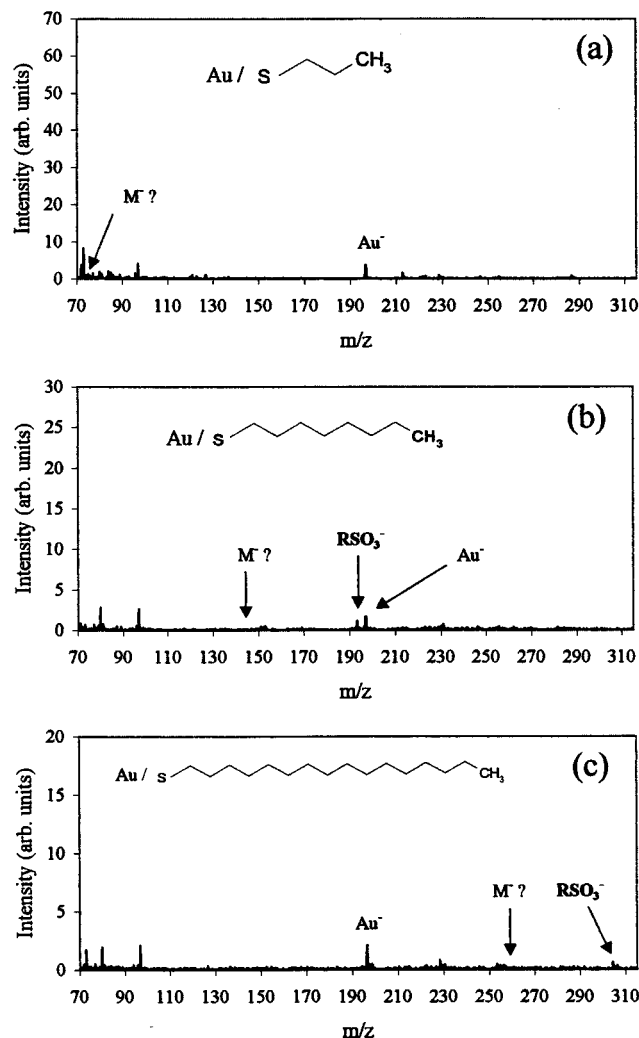 70
(a)
60
Au / S CH₃
50
40
30
M⁻ ?
20
Au⁻
10
0
70 90 110 130 150 170 190 210 230 250 270 290 310
m/z
Intensity (arb. units)
30
(b)
25
Au / S CH₃
20
15
RSO₃⁻
M⁻ ?
Au⁻
10
5
0
70 90 110 130 150 170 190 210 230 250 270 290 310
m/z
Intensity (arb. units)
20
(c)
Au / S CH₃
15
10
M⁻ ? RSO₃⁻
Au⁻
5
0
70 90 110 130 150 170 190 210 230 250 270 290 310
m/z
Intensity (arb. units)